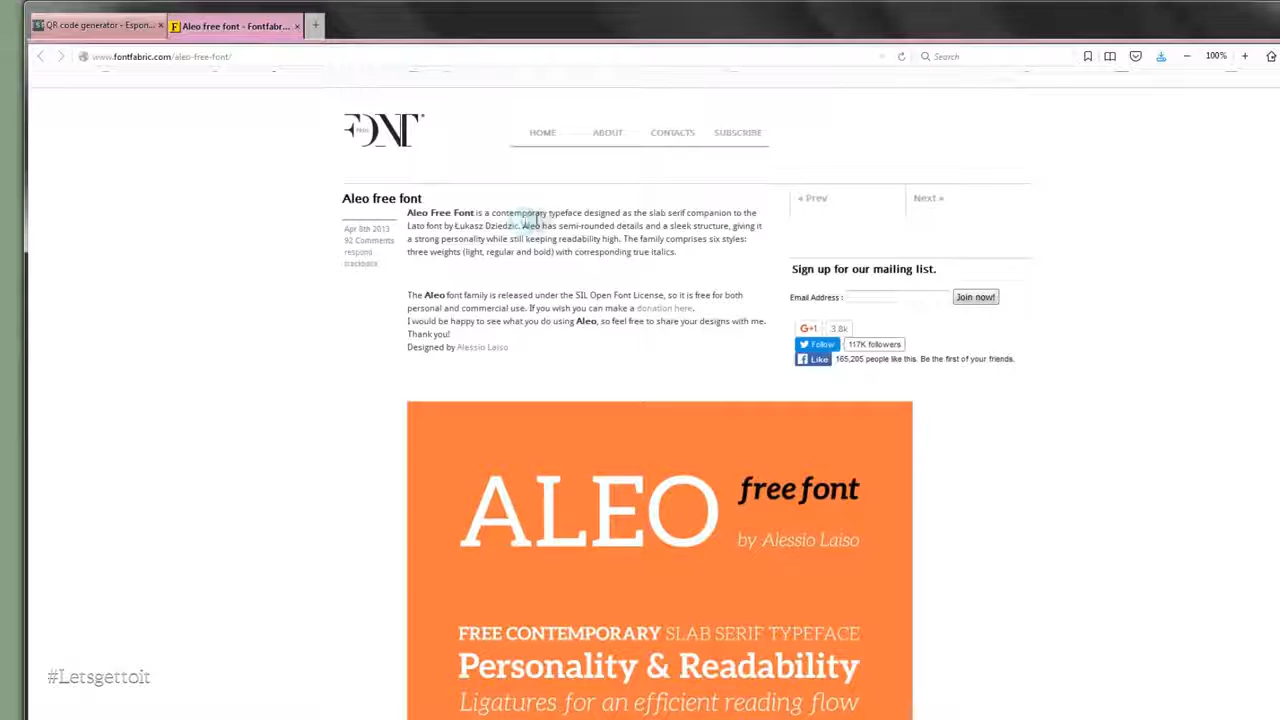 QR code generator - Espon...
Aleo free font - Fontfabr...
www.fontfabric.com/aleo-free-font/
Search
100%
FONT
HOME ABOUT CONTACTS SUBSCRIBE
Aleo free font
Apr 8th 2013
92 Comments
respond
trackback
Aleo Free Font is a contemporary typeface designed as the slab serif companion to the
Lato font by Łukasz Dziedzic. Aleo has semi-rounded details and a sleek structure, giving it
a strong personality while still keeping readability high. The family comprises six styles:
three weights (light, regular and bold) with corresponding true italics.
The Aleo font family is released under the SIL Open Font License, so it is free for both
personal and commercial use. If you wish you can make a donation here.
I would be happy to see what you do using Aleo, so feel free to share your designs with me.
Thank you!
Designed by Alessio Laiso
« Prev
Next »
Sign up for our mailing list.
Email Address :
Join now!
G+1 3.8k
Follow 117K followers
Like 165,205 people like this. Be the first of your friends.
ALEO free font
by Alessio Laiso
FREE CONTEMPORARY SLAB SERIF TYPEFACE
Personality & Readability
Ligatures for an efficient reading flow
#Letsgettoit